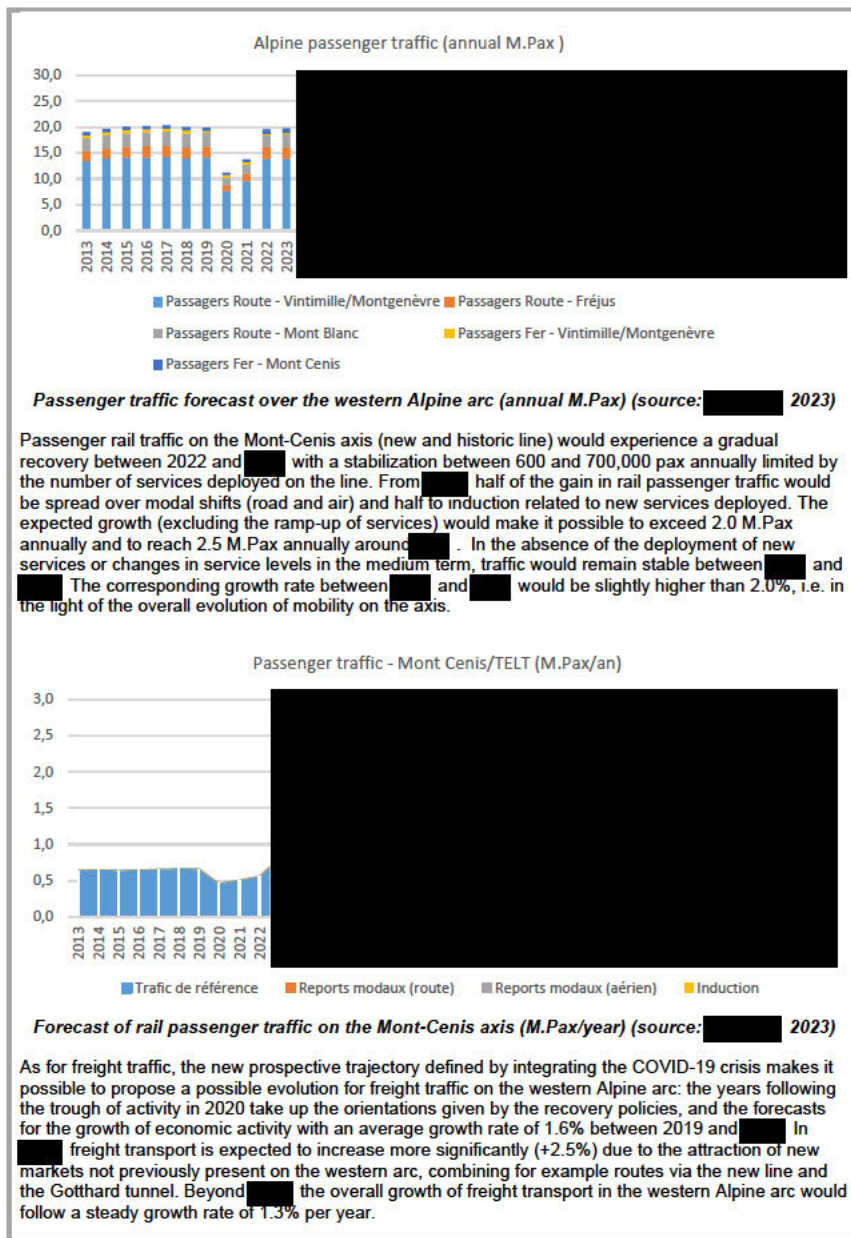 Alpine passenger traffic (annual M.Pax )
30,0
25,0
20,0
15,0
10,0
5,0
0,0
2013 2014 2015 2016 2017 2018 2019 2020 2021 2022 2023
Passagers Route - Vintimille/Montgenèvre Passagers Route - Fréjus
Passagers Route - Mont Blanc Passagers Fer - Vintimille/Montgenèvre
Passagers Fer - Mont Cenis
Passenger traffic forecast over the western Alpine arc (annual M.Pax) (source: 2023)
Passenger rail traffic on the Mont-Cenis axis (new and historic line) would experience a gradual
recovery between 2022 and with a stabilization between 600 and 700,000 pax annually limited by
the number of services deployed on the line. From half of the gain in rail passenger traffic would
be spread over modal shifts (road and air) and half to induction related to new services deployed. The
expected growth (excluding the ramp-up of services) would make it possible to exceed 2.0 M.Pax
annually and to reach 2.5 M.Pax annually around . In the absence of the deployment of new
services or changes in service levels in the medium term, traffic would remain stable between and
The corresponding growth rate between and would be slightly higher than 2.0%, i.e. in
the light of the overall evolution of mobility on the axis.
Passenger traffic - Mont Cenis/TELT (M.Pax/an)
3,0
2,5
2,0
1,5
1,0
0,5
0,0
2013 2014 2015 2016 2017 2018 2019 2020 2021 2022
Trafic de référence Reports modaux (route) Reports modaux (aérien) Induction
Forecast of rail passenger traffic on the Mont-Cenis axis (M.Pax/year) (source: 2023)
As for freight traffic, the new prospective trajectory defined by integrating the COVID-19 crisis makes it
possible to propose a possible evolution for freight traffic on the western Alpine arc: the years following
the trough of activity in 2020 take up the orientations given by the recovery policies, and the forecasts
for the growth of economic activity with an average growth rate of 1.6% between 2019 and In
freight transport is expected to increase more significantly (+2.5%) due to the attraction of new
markets not previously present on the western arc, combining for example routes via the new line and
the Gotthard tunnel. Beyond the overall growth of freight transport in the western Alpine arc would
follow a steady growth rate of 1.3% per year.